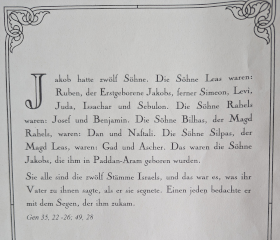 Jakob hatte zwölf Söhne. Die Söhne Leas waren:
Ruben, der Erstgeborene Jakobs, ferner Simeon, Levi,
Juda, Issachar und Sebulon. Die Söhne Rahels
waren: Josef und Benjamin. Die Söhne Bilhas, der Magd
Rahels, waren: Dan und Naftali. Die Söhne Silpas, der
Magd Leas, waren: Gad und Ascher. Das waren die Söhne
Jakobs, die ihm in Paddan-Aram geboren wurden.
Sie alle sind die zwölf Stämme Israels, und das war es, was ihr
Vater zu ihnen sagte, als er sie segnete. Einen jeden bedachte er
mit dem Segen, der ihm zukam.
Gen 35, 22-26; 49, 28